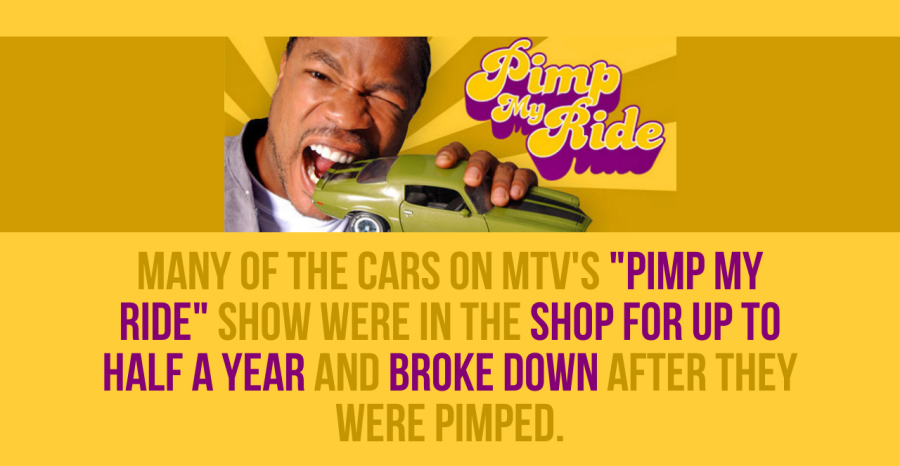 Pimp
My
Ride
MANY OF THE CARS ON MTV'S "PIMP MY
RIDE" SHOW WERE IN THE SHOP FOR UP TO
HALF A YEAR AND BROKE DOWN AFTER THEY
WERE PIMPED.